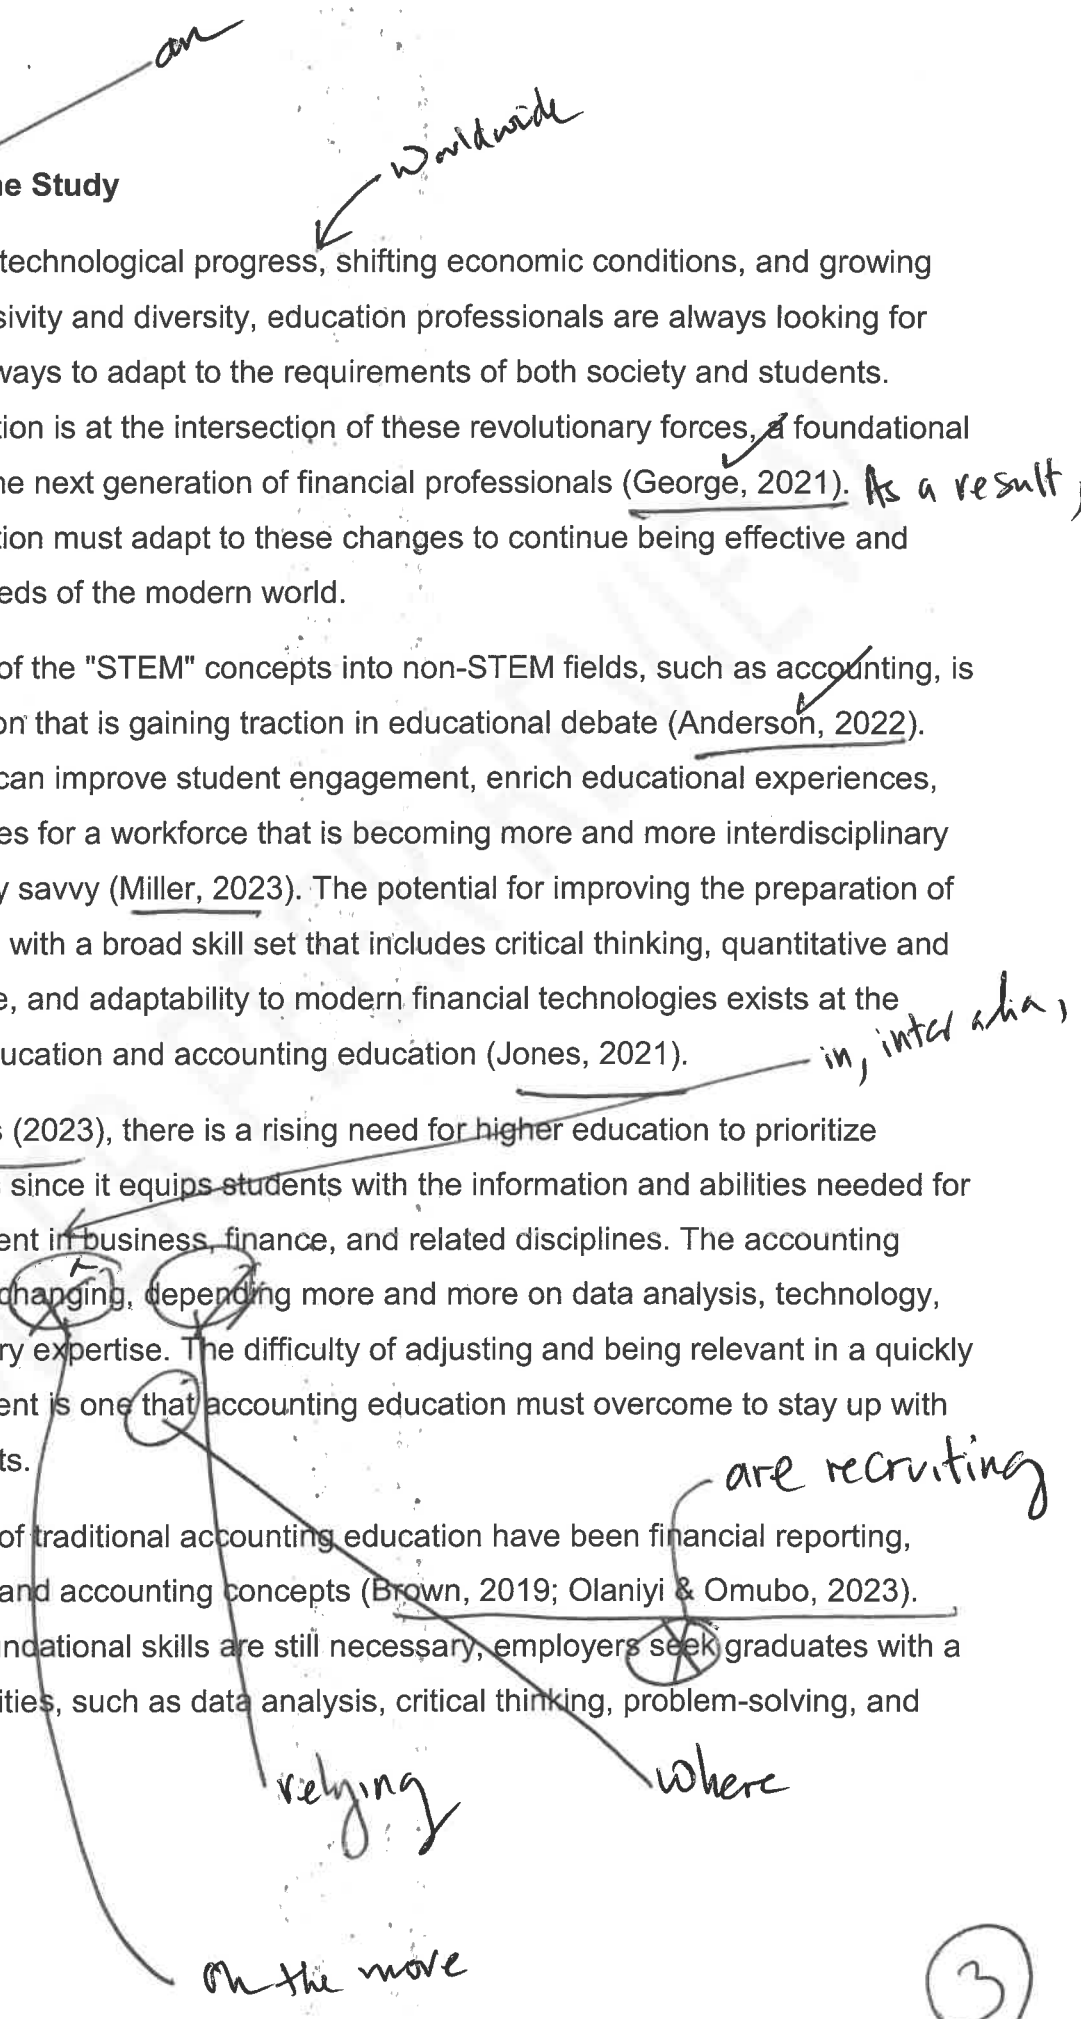 an
Worldwide
ne Study
technological progress, shifting economic conditions, and growing
sivity and diversity, education professionals are always looking for
ways to adapt to the requirements of both society and students.
tion is at the intersection of these revolutionary forces, a foundational
ne next generation of financial professionals (George, 2021). As a result,
tion must adapt to these changes to continue being effective and
eds of the modern world.
of the "STEM" concepts into non-STEM fields, such as accounting, is
on that is gaining traction in educational debate (Anderson, 2022).
can improve student engagement, enrich educational experiences,
es for a workforce that is becoming more and more interdisciplinary
y savvy (Miller, 2023). The potential for improving the preparation of
with a broad skill set that includes critical thinking, quantitative and
e, and adaptability to modern financial technologies exists at the
ucation and accounting education (Jones, 2021).
in, inter alia,
s (2023), there is a rising need for higher education to prioritize
since it equips students with the information and abilities needed for
ent in business, finance, and related disciplines. The accounting
changing, depending more and more on data analysis, technology,
ry expertise. The difficulty of adjusting and being relevant in a quickly
ent is one that accounting education must overcome to stay up with
ts.
are recruiting
of traditional accounting education have been financial reporting,
and accounting concepts (Brown, 2019; Olaniyi & Omubo, 2023).
ndational skills are still necessary, employers seek graduates with a
ities, such as data analysis, critical thinking, problem-solving, and
relying
where
on the move
3